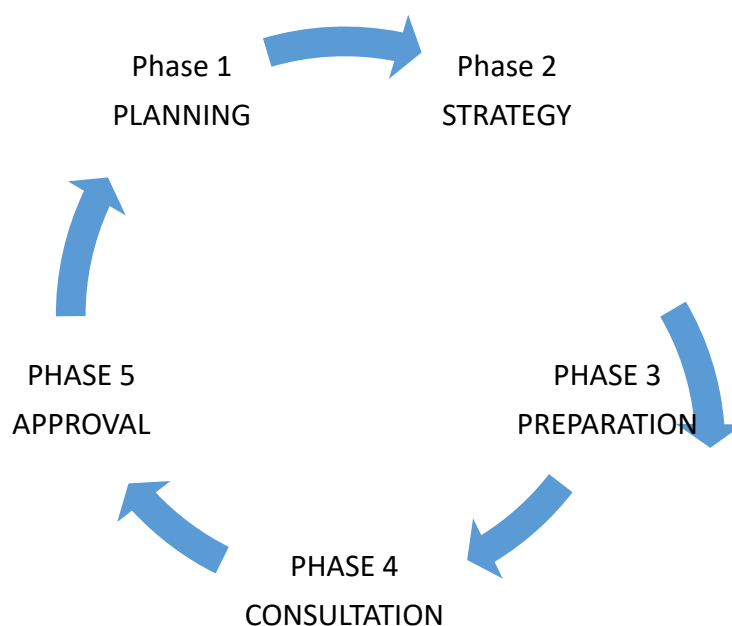 Phase 1
PLANNING
Phase 2
STRATEGY
PHASE 3
PREPARATION
PHASE 4
CONSULTATION
PHASE 5
APPROVAL